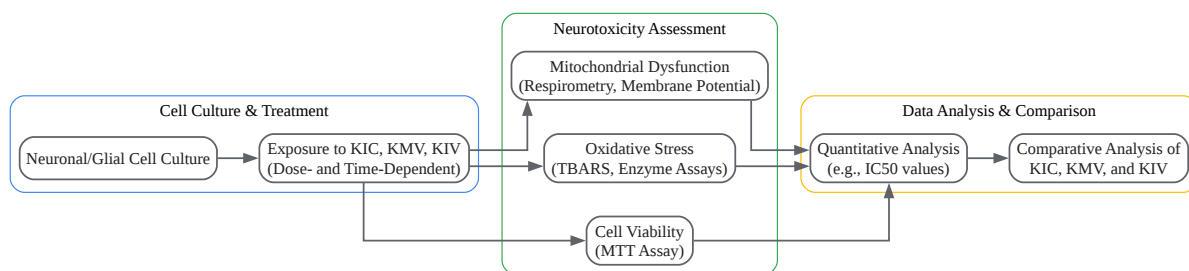 Cell Culture & Treatment
Neuronal/Glial Cell Culture
Exposure to KIC, KMV, KIV
(Dose- and Time-Dependent)
Neurotoxicity Assessment
Mitochondrial Dysfunction
(Respirometry, Membrane Potential)
Oxidative Stress
(TBARS, Enzyme Assays)
Cell Viability
(MTT Assay)
Data Analysis & Comparison
Quantitative Analysis
(e.g., IC50 values)
Comparative Analysis of
KIC, KMV, and KIV